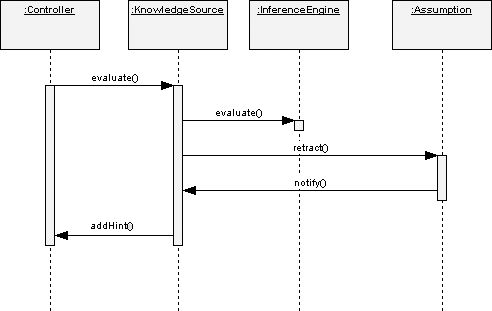 :Controller
:KnowledgeSource
:InferenceEngine
:Assumption
evaluate()
evaluate()
retract()
notify()
addHint()